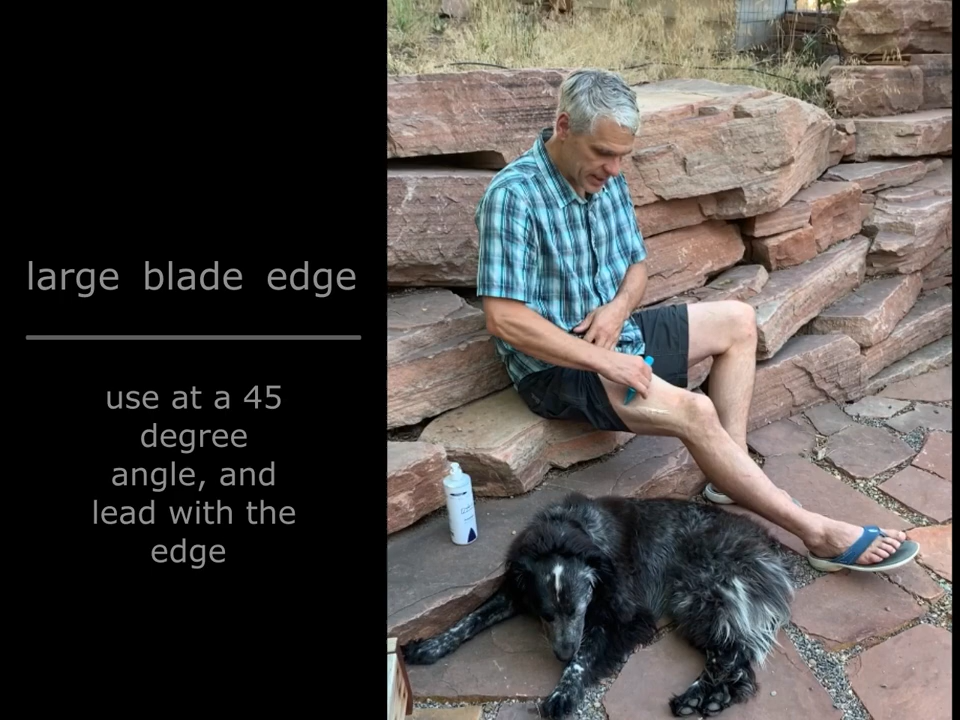 large blade edge
use at a 45
degree
angle, and
lead with the
edge